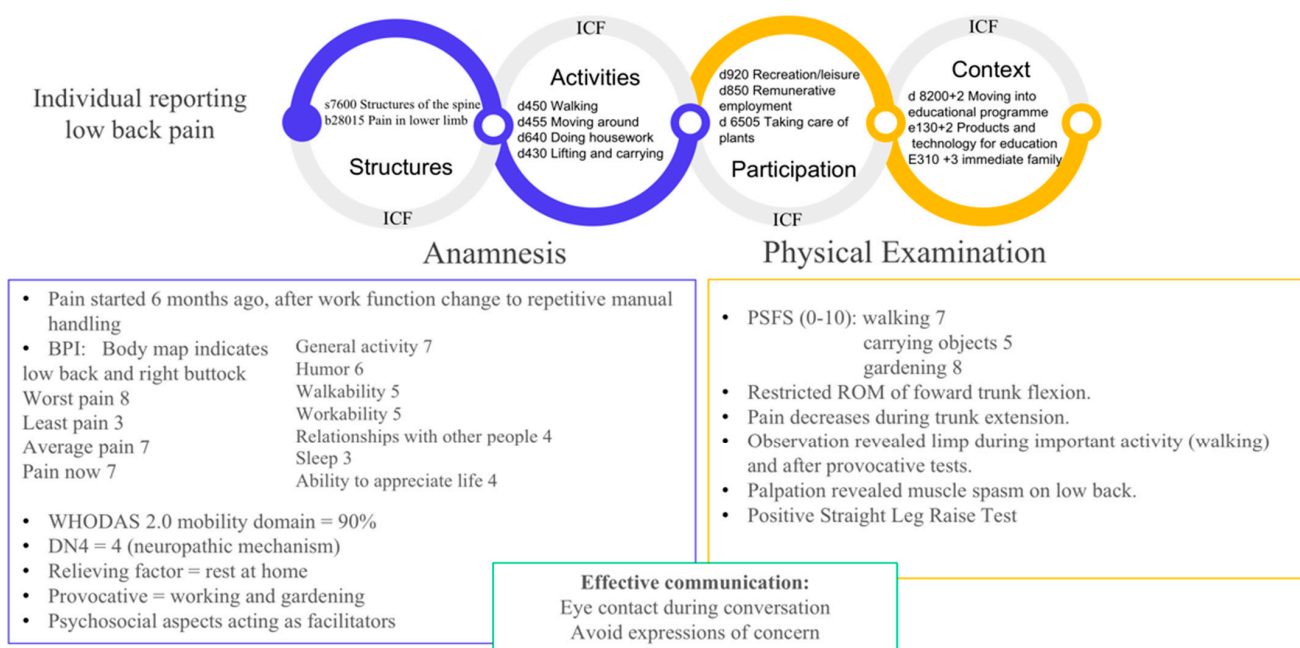 Individual reporting
low back pain
s7600 Structures of the spine
b28015 Pain in lower limb
Structures
ICF
ICF
Activities
d450 Walking
d455 Moving around
d640 Doing housework
d430 Lifting and carrying
d920 Recreation/leisure
d850 Remunerative
employment
d 6505 Taking care of
plants
Participation
ICF
ICF
Context
d 8200+2 Moving into
educational programme
e130+2 Products and
technology for education
E310 +3 immediate family
Anamnesis
• Pain started 6 months ago, after work function change to repetitive manual
handling
• BPI: Body map indicates
low back and right buttock
Worst pain 8
Least pain 3
Average pain 7
Pain now 7
General activity 7
Humor 6
Walkability 5
Workability 5
Relationships with other people 4
Sleep 3
Ability to appreciate life 4
• WHODAS 2.0 mobility domain = 90%
• DN4 = 4 (neuropathic mechanism)
• Relieving factor = rest at home
• Provocative = working and gardening
• Psychosocial aspects acting as facilitators
Physical Examination
• PSFS (0-10): walking 7
carrying objects 5
gardening 8
• Restricted ROM of foward trunk flexion.
• Pain decreases during trunk extension.
• Observation revealed limp during important activity (walking)
and after provocative tests.
• Palpation revealed muscle spasm on low back.
• Positive Straight Leg Raise Test
Effective communication:
Eye contact during conversation
Avoid expressions of concern